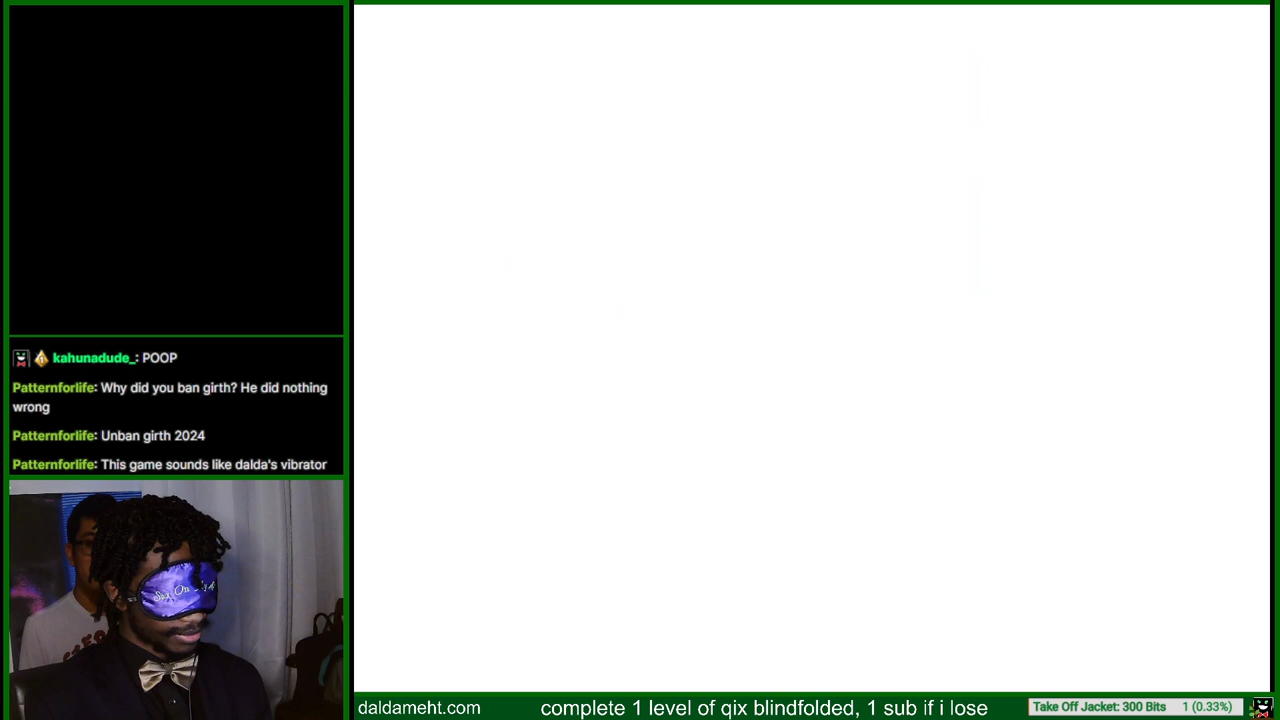 kahunadude_: POOP
Patternforlife: Why did you ban girth? He did nothing
wrong
Patternforlife: Unban girth 2024
Patternforlife: This game sounds like dalda's vibrator
daldameht.com
complete 1 level of qix blindfolded, 1 sub if i lose
Take Off Jacket: 300 Bits
1 (0.33%)